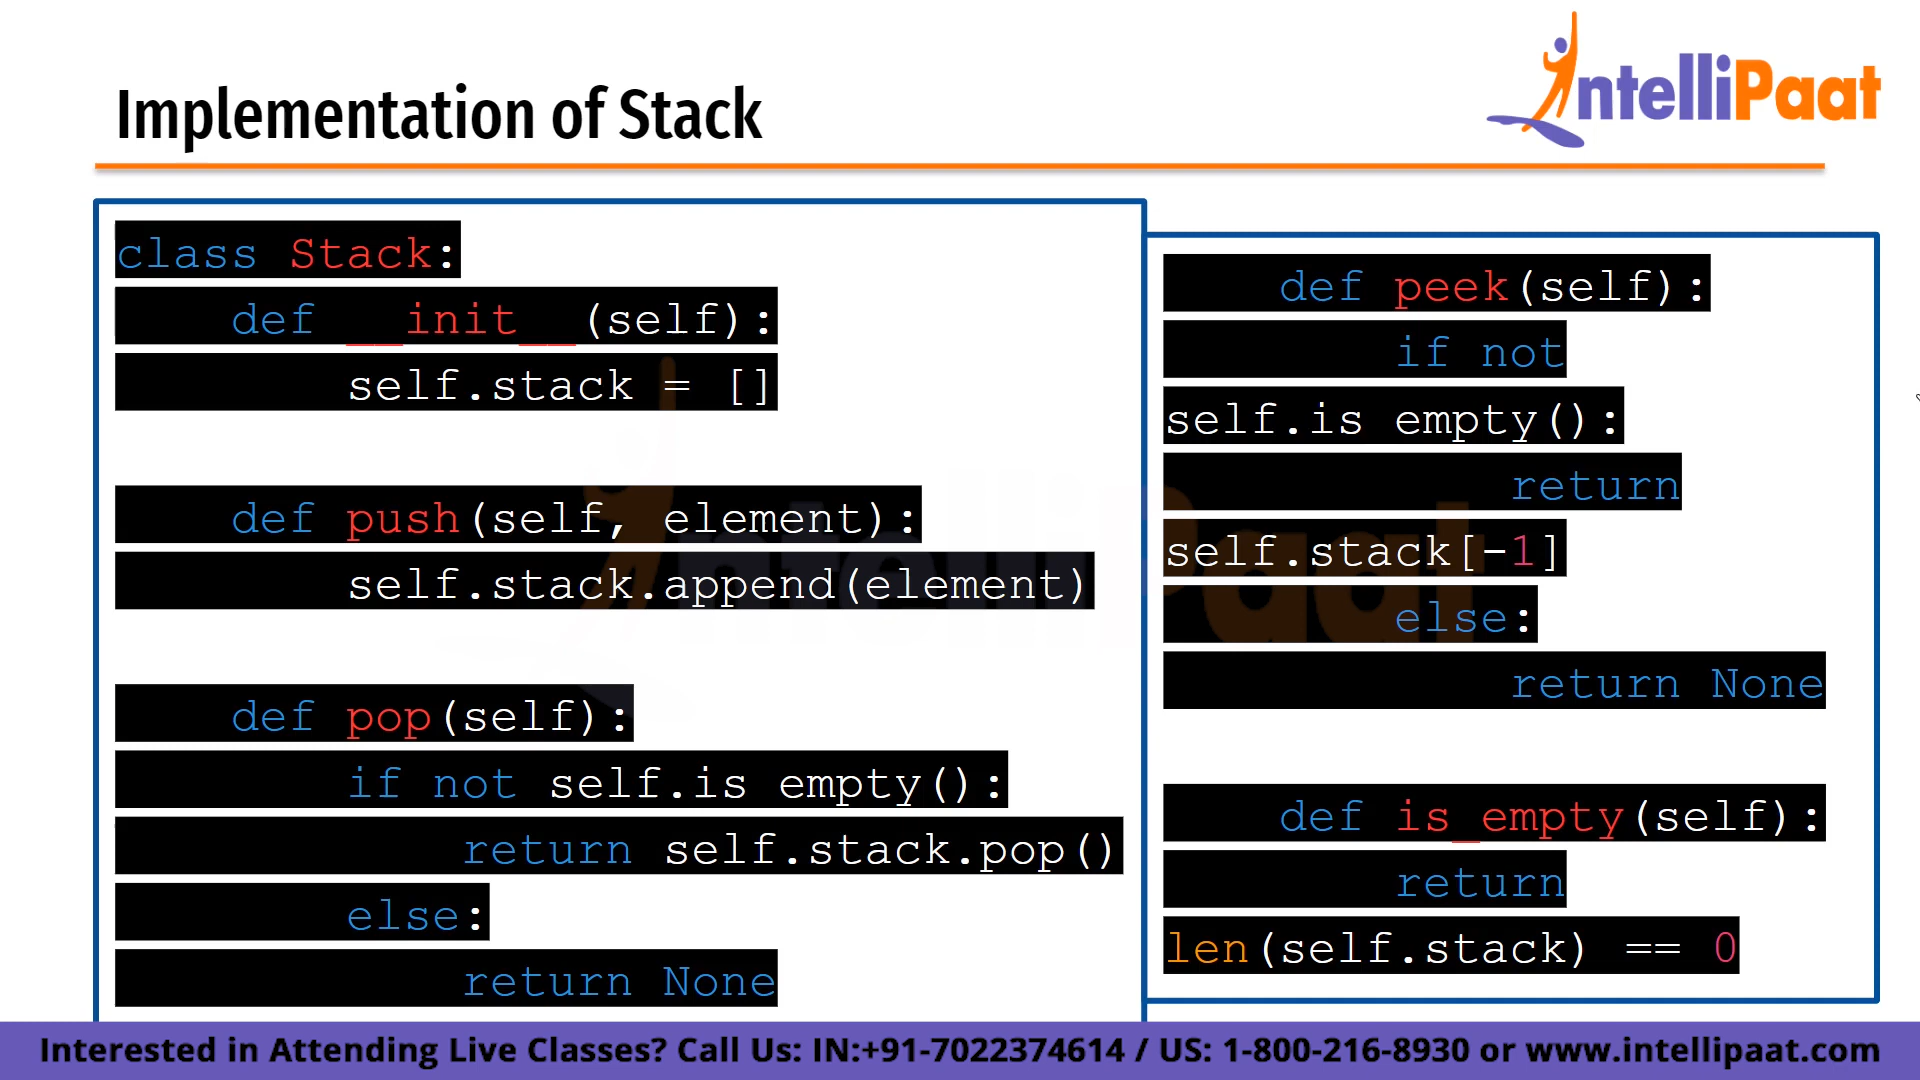 Implementation of Stack
IntelliPaat
class Stack:
    def __init__(self):
        self.stack = []
    def push(self, element):
        self.stack.append(element)
    def pop(self):
        if not self.is empty():
            return self.stack.pop()
        else:
            return None
    def peek(self):
        if not
self.is empty():
            return
self.stack[-1]
        else:
            return None
    def is_empty(self):
        return
len(self.stack) == 0
Interested in Attending Live Classes? Call Us: IN:+91-7022374614 / US: 1-800-216-8930 or www.intellipaat.com